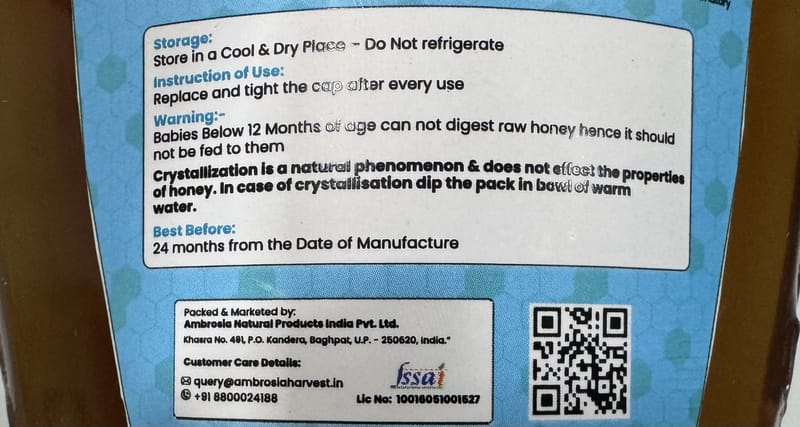 Storage:
Store in a Cool & Dry Place - Do Not refrigerate
Instruction of Use:
Replace and tight the cap after every use
Warning:-
Babies Below 12 Months of age can not digest raw honey hence it should
not be fed to them
Crystallization is a natural phenomenon & does not effect the properties
of honey. In case of crystallisation dip the pack in bowl of warm
water.
Best Before:
24 months from the Date of Manufacture
Packed & Marketed by:
Ambrosia Natural Products India Pvt. Ltd.
Khasra No. 491, P.O. Kandera, Baghpat, U.P. - 250620, India."
Customer Care Details:
query@ambrosiaharvest.in
+91 8800024188
fssai
Lic No: 10016051001527